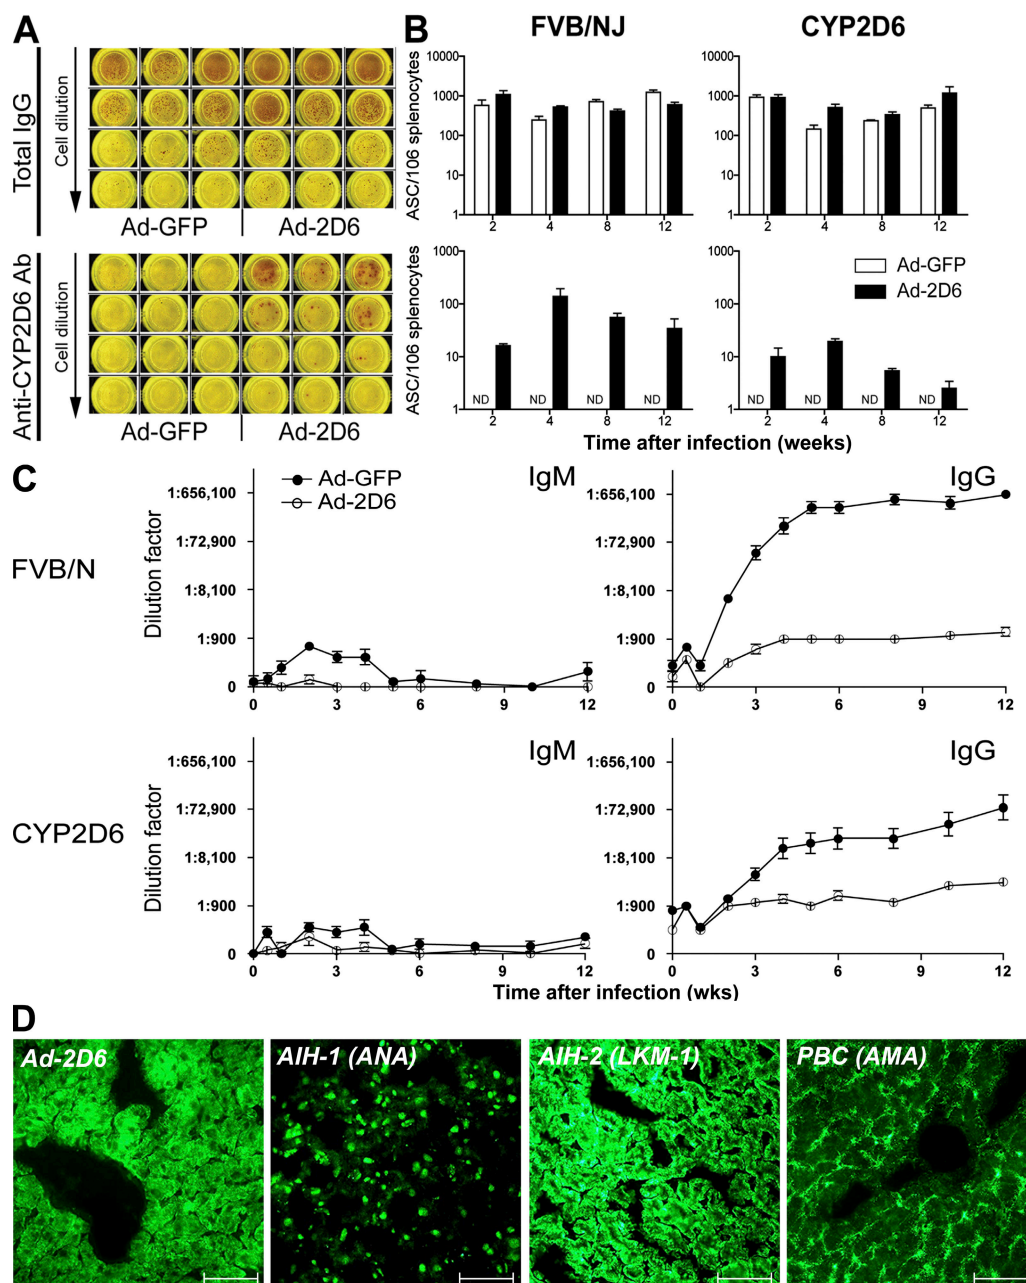 A
Total IgG
Cell dilution
Ad-GFP
Ad-2D6
Anti-CYP2D6 Ab
Cell dilution
Ad-GFP
Ad-2D6
B
FVB/NJ
CYP2D6
ASC/106 splenocytes
10000
1000
100
10
1
2
4
8
12
10000
1000
100
10
1
2
4
8
12
ASC/106 splenocytes
1000
100
10
1
ND
ND
ND
ND
2
4
8
12
1000
100
10
1
Ad-GFP
Ad-2D6
ND
ND
ND
ND
2
4
8
12
Time after infection (weeks)
C
FVB/N
Dilution factor
Ad-GFP
Ad-2D6
IgM
1:656,100
1:72,900
1:8,100
1:900
0
0
3
6
9
12
IgG
1:656,100
1:72,900
1:8,100
1:900
0
0
3
6
9
12
CYP2D6
Dilution factor
IgM
1:656,100
1:72,900
1:8,100
1:900
0
0
3
6
9
12
IgG
1:656,100
1:72,900
1:8,100
1:900
0
0
3
6
9
12
Time after infection (wks)
D
Ad-2D6
AIH-1 (ANA)
AIH-2 (LKM-1)
PBC (AMA)